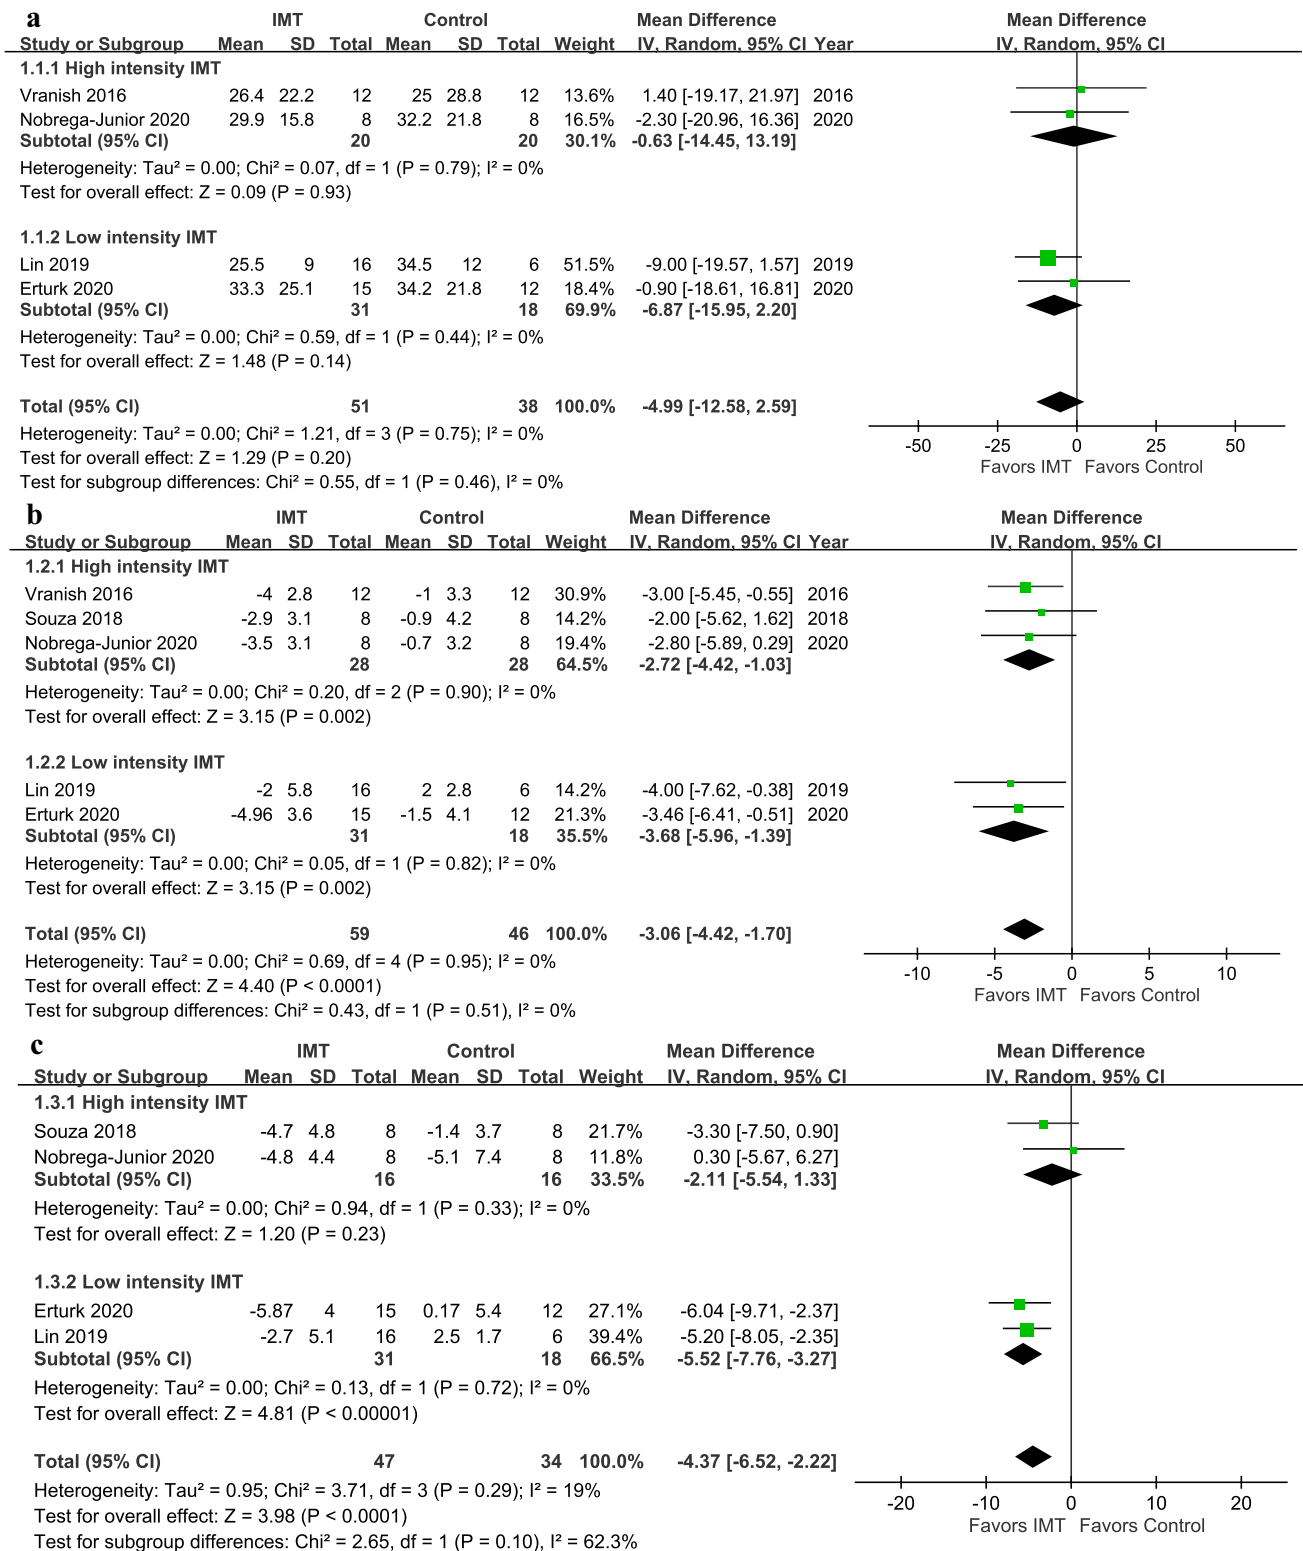 a
IMT Control Mean Difference Mean Difference
Study or Subgroup Mean SD Total Mean SD Total Weight IV, Random, 95% CI Year IV, Random, 95% CI
1.1.1 High intensity IMT
Vranish 2016 26.4 22.2 12 25 28.8 12 13.6% 1.40 [-19.17, 21.97] 2016
Nobrega-Junior 2020 29.9 15.8 8 32.2 21.8 8 16.5% -2.30 [-20.96, 16.36] 2020
Subtotal (95% CI) 20 20 30.1% -0.63 [-14.45, 13.19]
Heterogeneity: Tau² = 0.00; Chi² = 0.07, df = 1 (P = 0.79); I² = 0%
Test for overall effect: Z = 0.09 (P = 0.93)
1.1.2 Low intensity IMT
Lin 2019 25.5 9 16 34.5 12 6 51.5% -9.00 [-19.57, 1.57] 2019
Erturk 2020 33.3 25.1 15 34.2 21.8 12 18.4% -0.90 [-18.61, 16.81] 2020
Subtotal (95% CI) 31 18 69.9% -6.87 [-15.95, 2.20]
Heterogeneity: Tau² = 0.00; Chi² = 0.59, df = 1 (P = 0.44); I² = 0%
Test for overall effect: Z = 1.48 (P = 0.14)
Total (95% CI) 51 38 100.0% -4.99 [-12.58, 2.59]
Heterogeneity: Tau² = 0.00; Chi² = 1.21, df = 3 (P = 0.75); I² = 0%
-50 -25 0 25 50
Test for overall effect: Z = 1.29 (P = 0.20)
Favors IMT Favors Control
Test for subgroup differences: Chi² = 0.55, df = 1 (P = 0.46), I² = 0%
b
IMT Control Mean Difference Mean Difference
Study or Subgroup Mean SD Total Mean SD Total Weight IV, Random, 95% CI Year IV, Random, 95% CI
1.2.1 High intensity IMT
Vranish 2016 -4 2.8 12 -1 3.3 12 30.9% -3.00 [-5.45, -0.55] 2016
Souza 2018 -2.9 3.1 8 -0.9 4.2 8 14.2% -2.00 [-5.62, 1.62] 2018
Nobrega-Junior 2020 -3.5 3.1 8 -0.7 3.2 8 19.4% -2.80 [-5.89, 0.29] 2020
Subtotal (95% CI) 28 28 64.5% -2.72 [-4.42, -1.03]
Heterogeneity: Tau² = 0.00; Chi² = 0.20, df = 2 (P = 0.90); I² = 0%
Test for overall effect: Z = 3.15 (P = 0.002)
1.2.2 Low intensity IMT
Lin 2019 -2 5.8 16 2 2.8 6 14.2% -4.00 [-7.62, -0.38] 2019
Erturk 2020 -4.96 3.6 15 -1.5 4.1 12 21.3% -3.46 [-6.41, -0.51] 2020
Subtotal (95% CI) 31 18 35.5% -3.68 [-5.96, -1.39]
Heterogeneity: Tau² = 0.00; Chi² = 0.05, df = 1 (P = 0.82); I² = 0%
Test for overall effect: Z = 3.15 (P = 0.002)
Total (95% CI) 59 46 100.0% -3.06 [-4.42, -1.70]
Heterogeneity: Tau² = 0.00; Chi² = 0.69, df = 4 (P = 0.95); I² = 0%
-10 -5 0 5 10
Test for overall effect: Z = 4.40 (P < 0.0001)
Favors IMT Favors Control
Test for subgroup differences: Chi² = 0.43, df = 1 (P = 0.51), I² = 0%
c
IMT Control Mean Difference Mean Difference
Study or Subgroup Mean SD Total Mean SD Total Weight IV, Random, 95% CI IV, Random, 95% CI
1.3.1 High intensity IMT
Souza 2018 -4.7 4.8 8 -1.4 3.7 8 21.7% -3.30 [-7.50, 0.90]
Nobrega-Junior 2020 -4.8 4.4 8 -5.1 7.4 8 11.8% 0.30 [-5.67, 6.27]
Subtotal (95% CI) 16 16 33.5% -2.11 [-5.54, 1.33]
Heterogeneity: Tau² = 0.00; Chi² = 0.94, df = 1 (P = 0.33); I² = 0%
Test for overall effect: Z = 1.20 (P = 0.23)
1.3.2 Low intensity IMT
Erturk 2020 -5.87 4 15 0.17 5.4 12 27.1% -6.04 [-9.71, -2.37]
Lin 2019 -2.7 5.1 16 2.5 1.7 6 39.4% -5.20 [-8.05, -2.35]
Subtotal (95% CI) 31 18 66.5% -5.52 [-7.76, -3.27]
Heterogeneity: Tau² = 0.00; Chi² = 0.13, df = 1 (P = 0.72); I² = 0%
Test for overall effect: Z = 4.81 (P < 0.00001)
Total (95% CI) 47 34 100.0% -4.37 [-6.52, -2.22]
Heterogeneity: Tau² = 0.95; Chi² = 3.71, df = 3 (P = 0.29); I² = 19%
-20 -10 0 10 20
Test for overall effect: Z = 3.98 (P < 0.0001)
Favors IMT Favors Control
Test for subgroup differences: Chi² = 2.65, df = 1 (P = 0.10), I² = 62.3%